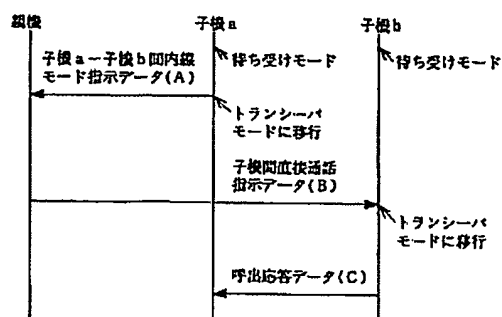 親機
子機a
子機b
待ち受けモード
待ち受けモード
子機a−子機b間内線
モード指示データ(A)
トランシーバ
モードに移行
子機間直接通話
指示データ(B)
トランシーバ
モードに移行
呼出応答データ(C)